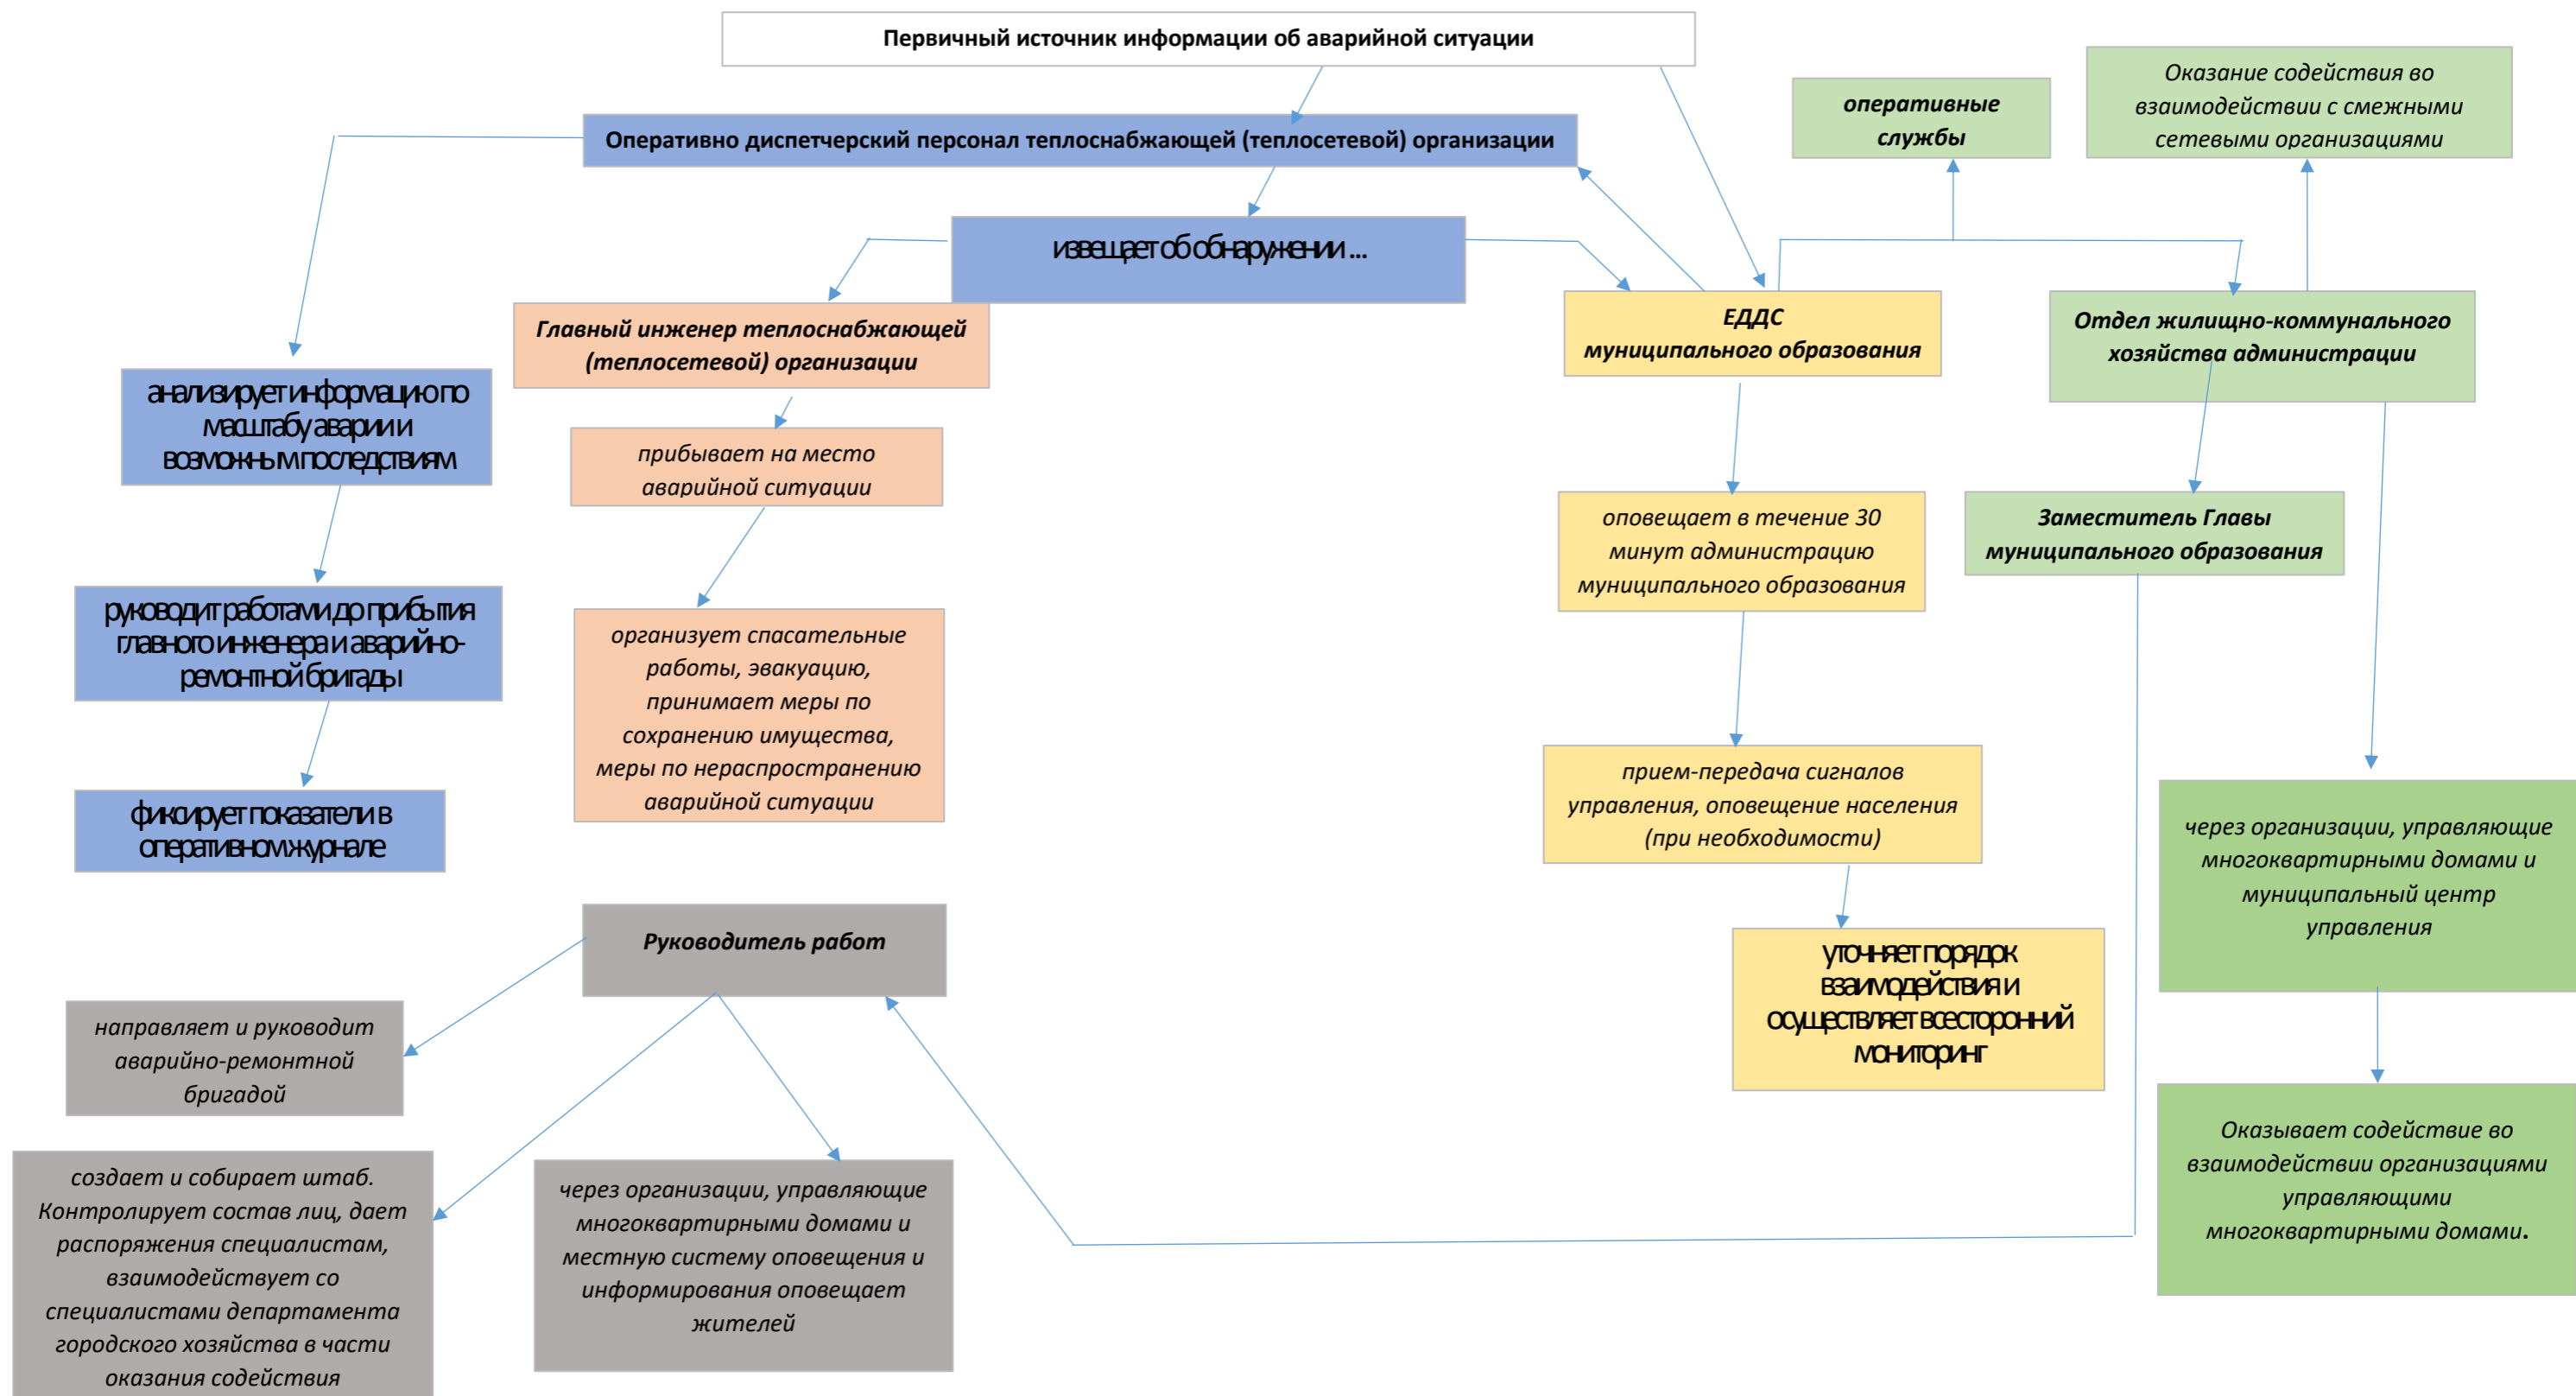 Первичный источник информации об аварийной ситуации
Оперативно диспетчерский персонал теплоснабжающей (теплосетевой) организации
оперативные
службы
Оказание содействия во
взаимодействии с смежными
сетевыми организациями
извещает об обнаружении ...
Главный инженер теплоснабжающей
(теплосетевой) организации
ЕДДС
муниципального образования
Отдел жилищно-коммунального
хозяйства администрации
анализирует информацию по
масштабу аварии и
возможным последствиям
прибывает на место
аварийной ситуации
оповещает в течение 30
минут администрацию
муниципального образования
Заместитель Главы
муниципального образования
руководит работами, до прибытия
главного инженера и аварийно-
ремонтной бригады
организует спасательные
работы, эвакуацию,
принимает меры по
сохранению имущества,
меры по нераспространению
аварийной ситуации
прием-передача сигналов
управления, оповещение населения
(при необходимости)
фиксирует показатели в
оперативном журнале
через организации, управляющие
многоквартирными домами и
муниципальный центр
управления
Руководитель работ
уточняет порядок
взаимодействия и
осуществляет всесторонний
мониторинг
направляет и руководит
аварийно-ремонтной
бригадой
Оказывает содействие во
взаимодействии организациями
управляющими
многоквартирными домами.
создает и собирает штаб.
Контролирует состав лиц, дает
распоряжения специалистам,
взаимодействует со
специалистами департамента
городского хозяйства в части
оказания содействия
через организации, управляющие
многоквартирными домами и
местную систему оповещения и
информирования оповещает
жителей